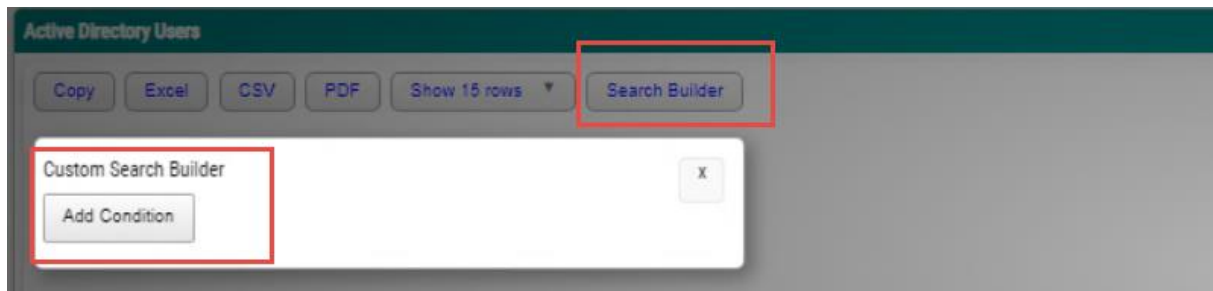 Active Directory Users
Copy Excel CSV PDF Show 15 rows Search Builder
Custom Search Builder X
Add Condition